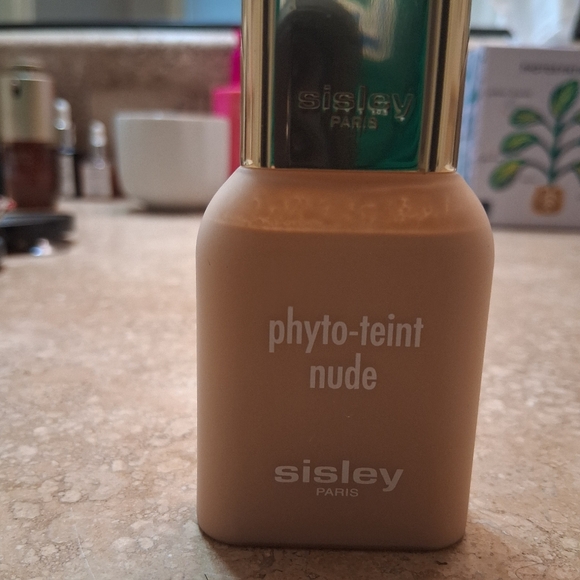 sisley
PARIS
phyto-teint
nude
sisley
PARIS